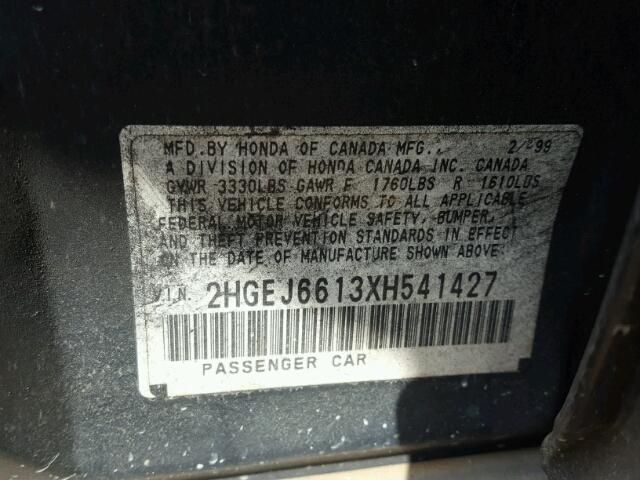 MFD. BY HONDA OF CANADA MFG., 2/99
A DIVISION OF HONDA CANADA INC. CANADA
GVWR 3330LBS GAWR F 1760LBS R 1610LBS
THIS VEHICLE CONFORMS TO ALL APPLICABLE
FEDERAL MOTOR VEHICLE SAFETY, BUMPER,
AND THEFT PREVENTION STANDARDS IN EFFECT
ON THE DATE OF MANUFACTURE SHOWN ABOVE.
V.I.N. 2HGEJ6613XH541427
PASSENGER CAR